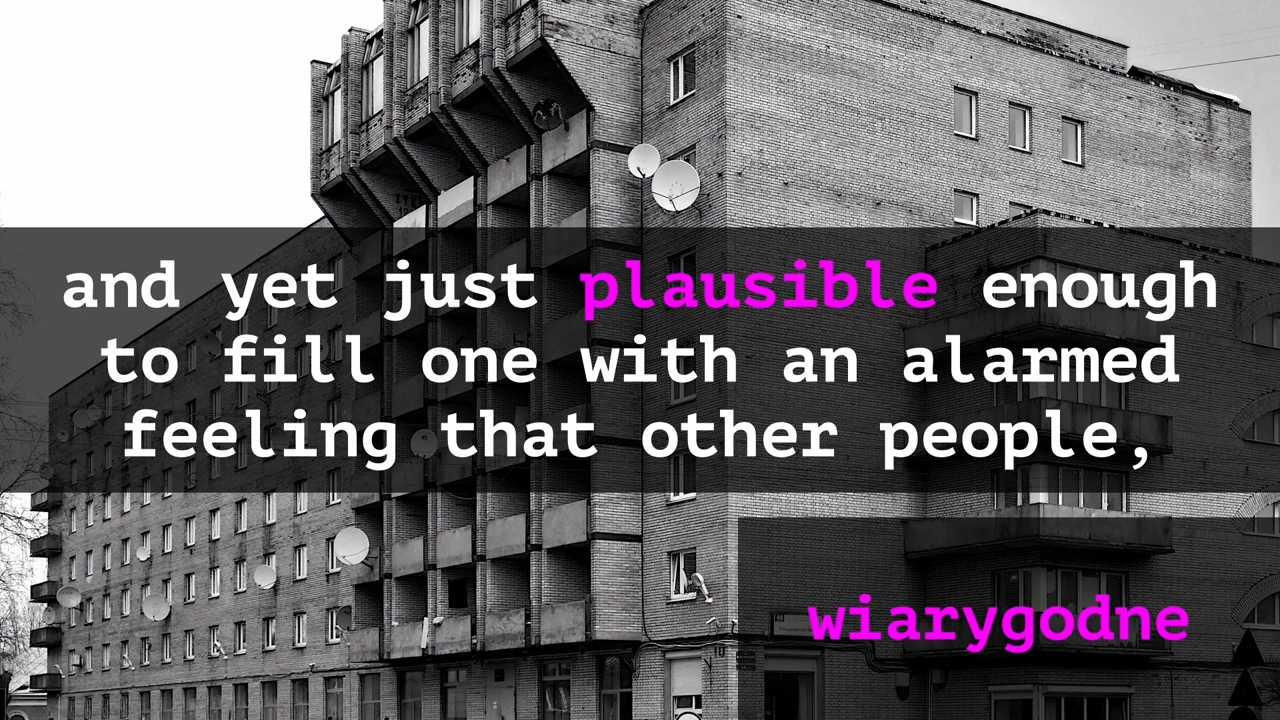 and yet just plausible enough
to fill one with an alarmed
feeling that other people,
wiarygodne